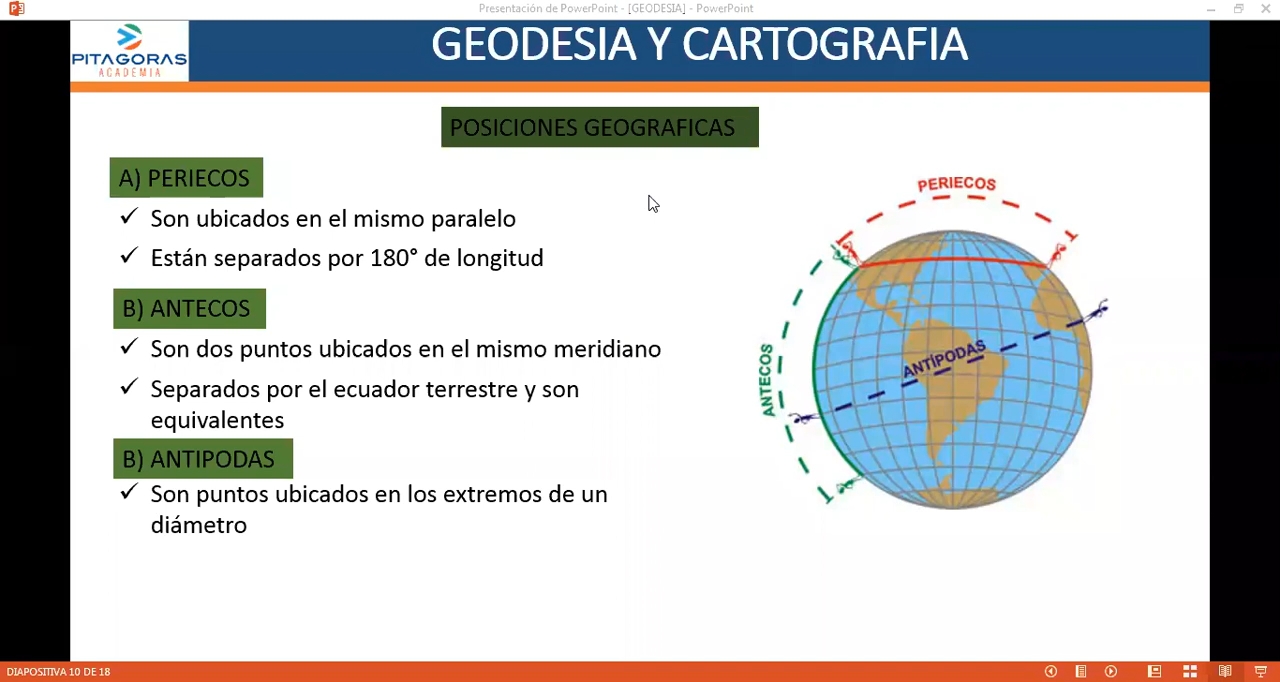 Presentación de PowerPoint - [GEODESIA] - PowerPoint
PITAGORAS
ACADEMIA
GEODESIA Y CARTOGRAFIA
POSICIONES GEOGRAFICAS
A) PERIECOS
Son ubicados en el mismo paralelo
Están separados por 180° de longitud
B) ANTECOS
Son dos puntos ubicados en el mismo meridiano
Separados por el ecuador terrestre y son
equivalentes
B) ANTIPODAS
Son puntos ubicados en los extremos de un
diámetro
PERIECOS
ANTECOS
ANTÍPODAS
DIAPOSITIVA 10 DE 18